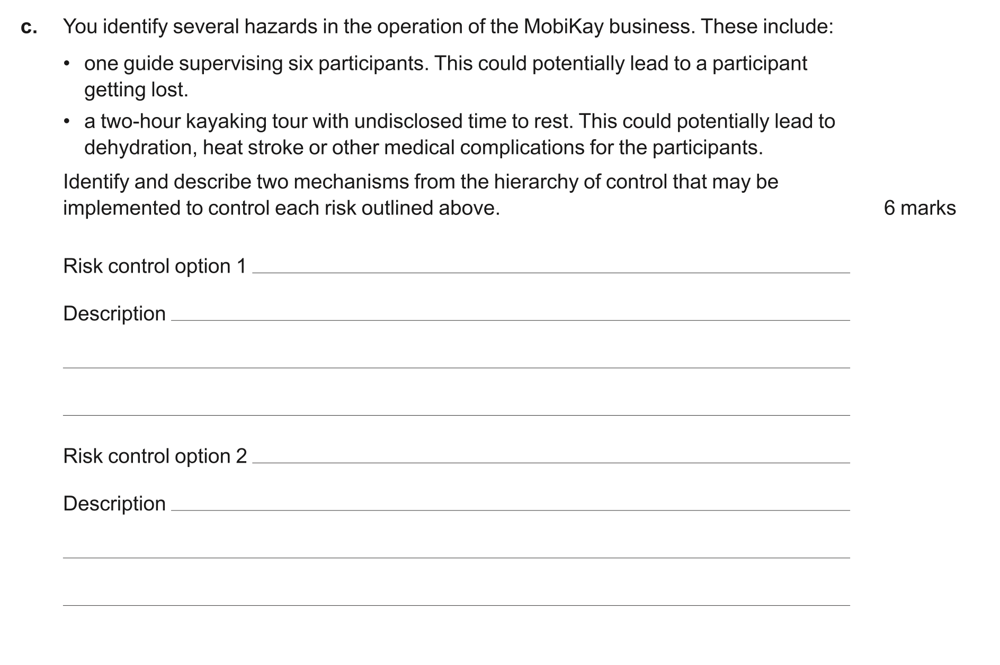 c. You identify several hazards in the operation of the MobiKay business. These include:
• one guide supervising six participants. This could potentially lead to a participant
getting lost.
• a two-hour kayaking tour with undisclosed time to rest. This could potentially lead to
dehydration, heat stroke or other medical complications for the participants.
Identify and describe two mechanisms from the hierarchy of control that may be
implemented to control each risk outlined above. 6 marks
Risk control option 1
Description
Risk control option 2
Description